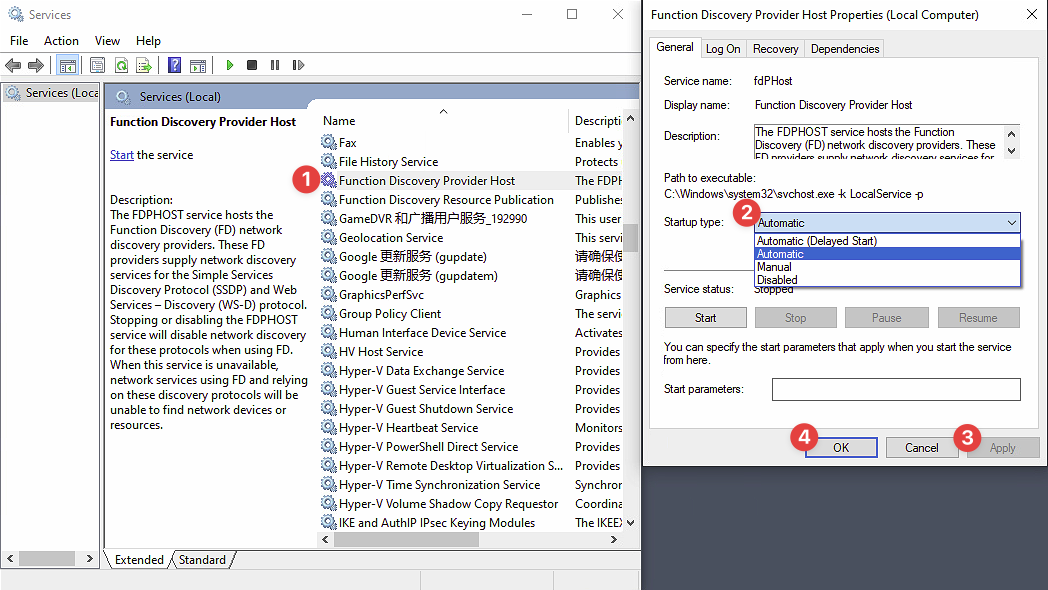 Services
File Action View Help
Services (Loca
Services (Local)
Function Discovery Provider Host
Start the service
Description:
The FDPHOST service hosts the
Function Discovery (FD) network
discovery providers. These FD
providers supply network discovery
services for the Simple Services
Discovery Protocol (SSDP) and Web
Services – Discovery (WS-D) protocol.
Stopping or disabling the FDPHOST
service will disable network discovery
for these protocols when using FD.
When this service is unavailable,
network services using FD and relying
on these discovery protocols will be
unable to find network devices or
resources.
Name Descripti
Fax Enables y
File History Service Protects
1
Function Discovery Provider Host The FDPH
Function Discovery Resource Publication Publishes
GameDVR 和广播用户服务_192990 This user
Geolocation Service This servi
Google 更新服务 (gupdate) 请确保使
Google 更新服务 (gupdatem) 请确保使
GraphicsPerfSvc Graphics
Group Policy Client The servi
Human Interface Device Service Activates
HV Host Service Provides
Hyper-V Data Exchange Service Provides
Hyper-V Guest Service Interface Provides
Hyper-V Guest Shutdown Service Provides
Hyper-V Heartbeat Service Monitors
Hyper-V PowerShell Direct Service Provides
Hyper-V Remote Desktop Virtualization S... Provides
Hyper-V Time Synchronization Service Synchror
Hyper-V Volume Shadow Copy Requestor Coordina
IKE and AuthIP IPsec Keying Modules The IKEEX
Extended Standard
Function Discovery Provider Host Properties (Local Computer)
General Log On Recovery Dependencies
Service name: fdPHost
Display name: Function Discovery Provider Host
Description: The FDPHOST service hosts the Function
Discovery (FD) network discovery providers. These
FD providers supply network discovery services for
Path to executable:
C:\Windows\system32\svchost.exe -k LocalService -p
2
Startup type: Automatic
Automatic (Delayed Start)
Automatic
Manual
Disabled
Service status: Stopped
Start Stop Pause Resume
You can specify the start parameters that apply when you start the service
from here.
Start parameters:
4 3
OK Cancel Apply